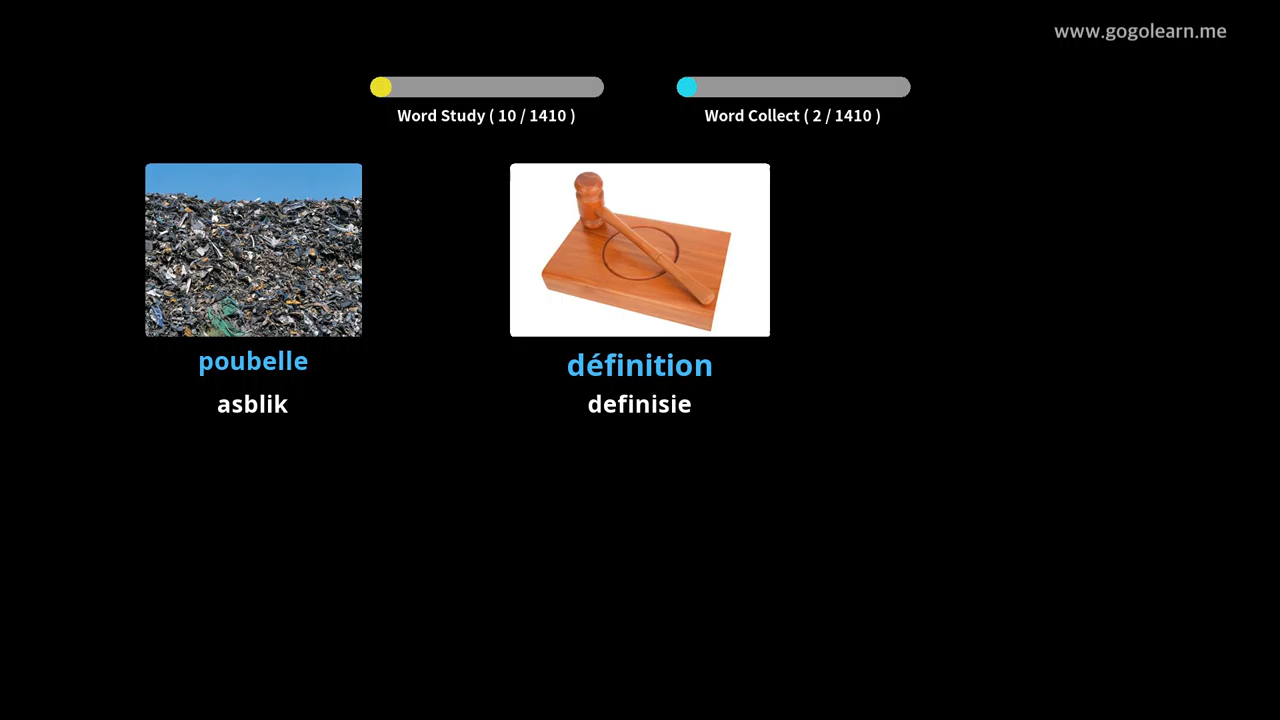 www.gogolearn.me
Word Study ( 10 / 1410 )
Word Collect ( 2 / 1410 )
poubelle
asblik
définition
definisie